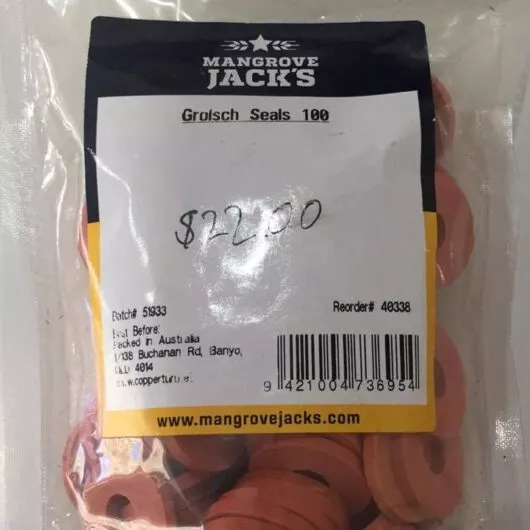 MANGROVE
JACK'S
Grolsch Seals 100
$22.00
Batch# 51933
Reorder# 40338
Best Before:
Packed in Australia
1/138 Buchanan Rd, Banyo,
QLD 4014
9 421004 736954
www.mangrovejacks.com